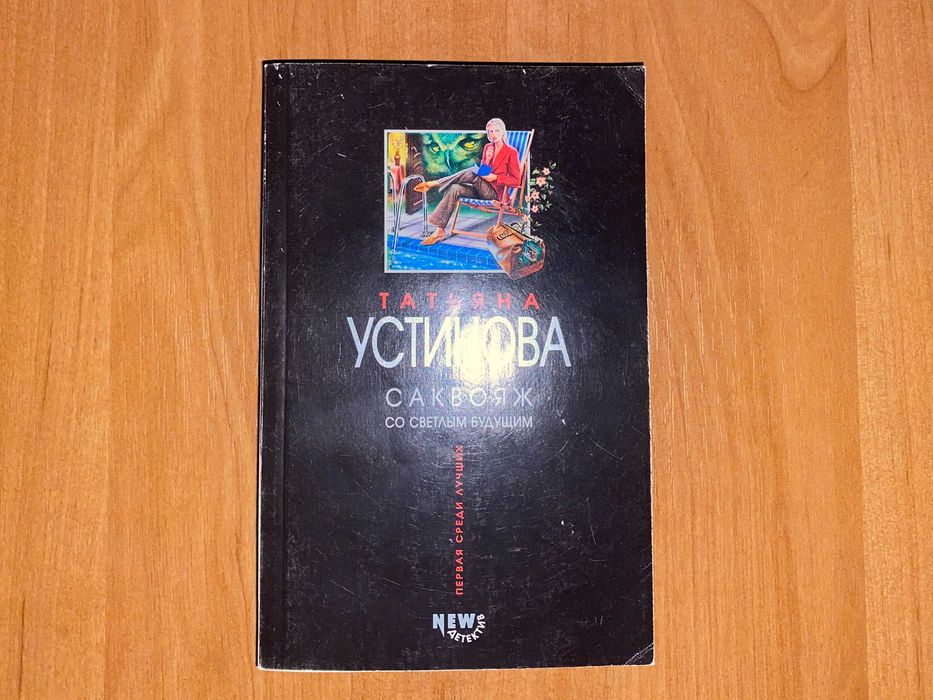 ТАТЬЯНА
УСТИНОВА
САКВОЯЖ
СО СВЕТЛЫМ БУДУЩИМ
ПЕРВАЯ СРЕДИ ЛУЧШИХ
NEW
ДЕТЕКТИВ